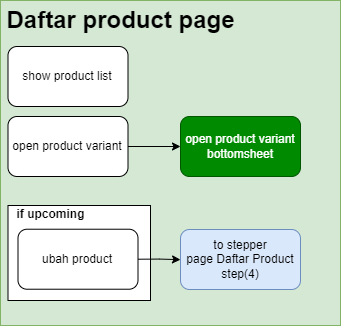 Daftar product page
show product list
open product variant
open product variant
bottomsheet
if upcoming
ubah product
to stepper
page Daftar Product
step(4)